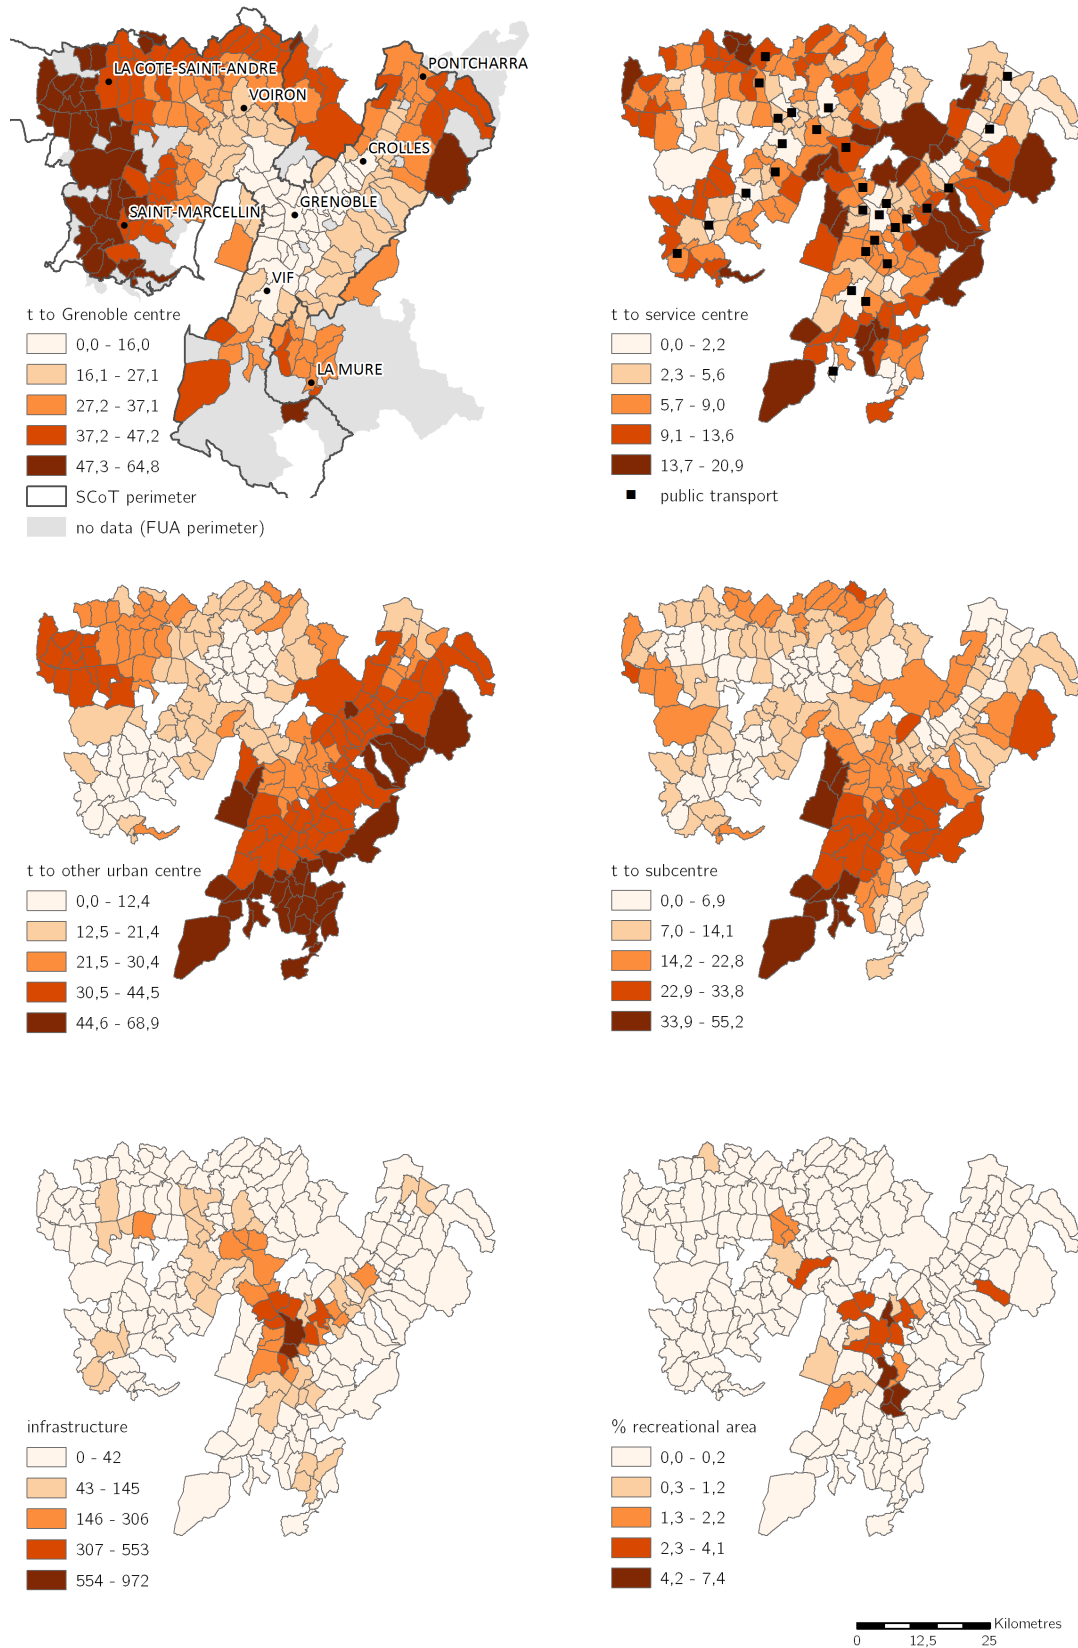 LA COTE-SAINT-ANDRE
PONTCHARRA
VOIRON
CROLLES
GRENOBLE
SAINT-MARCELLIN
VIF
LA MURE
t to Grenoble centre
0,0 - 16,0
16,1 - 27,1
27,2 - 37,1
37,2 - 47,2
47,3 - 64,8
SCoT perimeter
no data (FUA perimeter)
t to service centre
0,0 - 2,2
2,3 - 5,6
5,7 - 9,0
9,1 - 13,6
13,7 - 20,9
public transport
t to other urban centre
0,0 - 12,4
12,5 - 21,4
21,5 - 30,4
30,5 - 44,5
44,6 - 68,9
t to subcentre
0,0 - 6,9
7,0 - 14,1
14,2 - 22,8
22,9 - 33,8
33,9 - 55,2
infrastructure
0 - 42
43 - 145
146 - 306
307 - 553
554 - 972
% recreational area
0,0 - 0,2
0,3 - 1,2
1,3 - 2,2
2,3 - 4,1
4,2 - 7,4
Kilometres
0 12,5 25